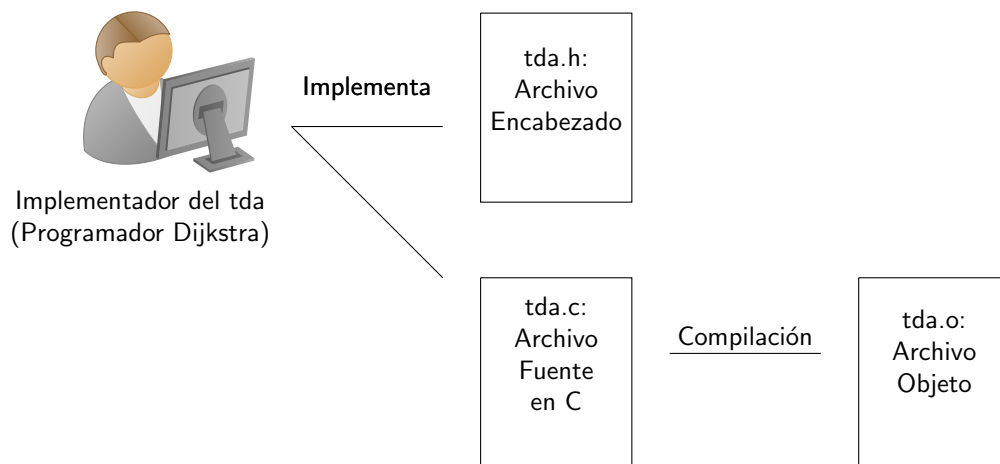 Implementa
tda.h:
Archivo
Encabezado
Implementador del tda
(Programador Dijkstra)
tda.c:
Archivo
Fuente
en C
Compilación
tda.o:
Archivo
Objeto